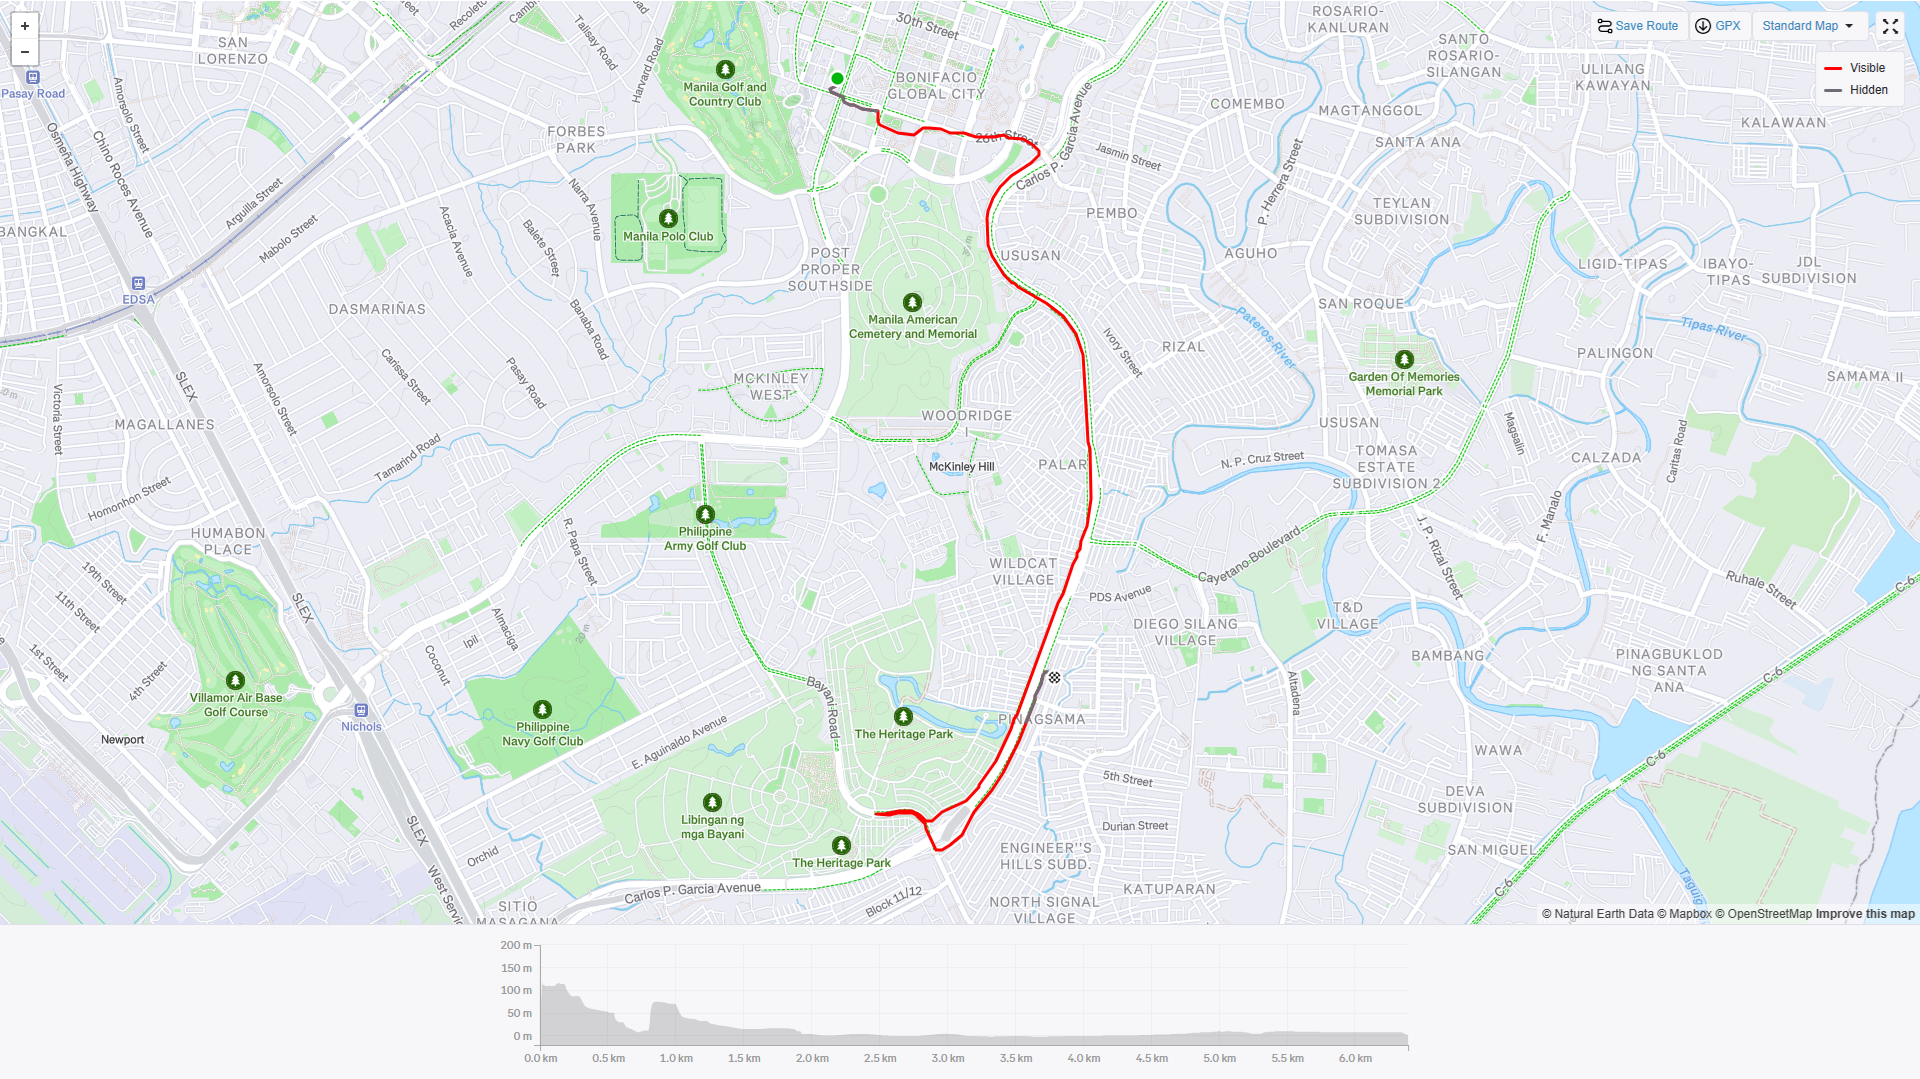 +
−
Save Route
GPX
Standard Map
Visible
Hidden
SAN
LORENZO
Talisay Road
Harvard Road
30th Street
ROSARIO-
KANLURAN
SANTO
ROSARIO-
SILANGAN
ULILANG
KAWAYAN
Pasay Road
Amorsolo Street
Manila Golf and
Country Club
BONIFACIO
GLOBAL CITY
COMEMBO
MAGTANGGOL
KALAWAAN
Osmeña Highway
Chino Roces Avenue
FORBES
PARK
26th Street
Carlos P. Garcia Avenue
SANTA ANA
Jasmin Street
P. Herrera Street
Arguilla Street
Nara Avenue
Carlos P.
BANGKAL
Mabolo Street
Acacia Avenue
Balete Street
Manila Polo Club
PEMBO
TEYLAN
SUBDIVISION
POST
PROPER
SOUTHSIDE
USUSAN
AGUHO
LIGID-TIPAS
IBAYO-
TIPAS
JDL
SUBDIVISION
EDSA
DASMARIÑAS
Banaba Road
Manila American
Cemetery and Memorial
SAN ROQUE
Pateros River
Tipas River
Ivory Street
RIZAL
PALINGON
SLEX
Amorsolo Street
Carissa Street
Pasay Road
MCKINLEY
WEST
Garden Of Memories
Memorial Park
SAMAMA II
Victoria Street
MAGALLANES
WOODRIDGE
I
USUSAN
Magsalin
Caritas Road
Tamarind Road
McKinley Hill
PALAR
N. P. Cruz Street
TOMASA
ESTATE
SUBDIVISION 2
CALZADA
Homonhon Street
F. Manalo
HUMABON
PLACE
R. Papa Street
Philippine
Army Golf Club
J. P. Rizal Street
WILDCAT
VILLAGE
Cayetano Boulevard
19th Street
11th Street
SLEX
PDS Avenue
Ruhale Street
C-6
T&D
VILLAGE
DIEGO SILANG
VILLAGE
Almaciga
Ipil
20 m
1st Street
4th Street
Coconut
BAMBANG
PINAGBUKLOD
NG SANTA
ANA
C-6
Villamor Air Base
Golf Course
Nichols
Newport
Philippine
Navy Golf Club
Bayani Road
The Heritage Park
PINAGSAMA
Altadena
E. Aguinaldo Avenue
WAWA
C-6
5th Street
DEVA
SUBDIVISION
Libingan ng
mga Bayani
Durian Street
SLEX
Orchid
The Heritage Park
ENGINEER''S
HILLS SUBD.
SAN MIGUEL
Carlos P. Garcia Avenue
Block 11/12
KATUPARAN
C-6
SITIO
MASAGANA
NORTH SIGNAL
VILLAGE
© Natural Earth Data © Mapbox © OpenStreetMap Improve this map
200 m
150 m
100 m
50 m
0 m
0.0 km
0.5 km
1.0 km
1.5 km
2.0 km
2.5 km
3.0 km
3.5 km
4.0 km
4.5 km
5.0 km
5.5 km
6.0 km